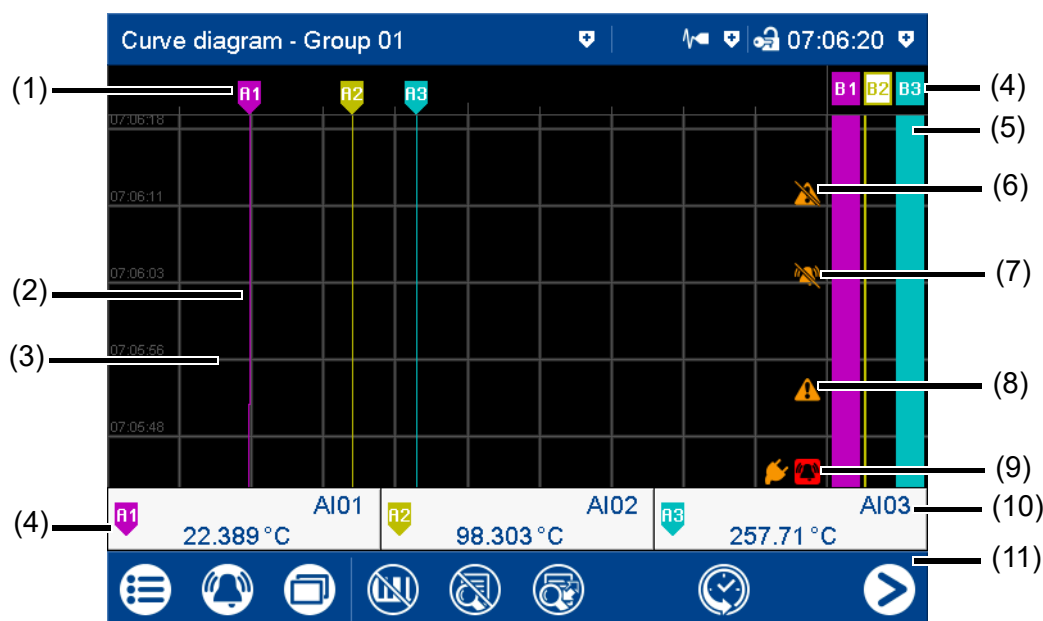 Curve diagram - Group 01 07:06:20
(1) A1 A2 A3 B1 B2 B3 (4)
07:06:18
(5)
07:06:11 (6)
07:06:03 (7)
(2)
07:05:56
(3)
(8)
07:05:48
(9)
(4) A1 AI01 A2 AI02 A3 AI03 (10)
22.389 °C 98.303 °C 257.71 °C
(11)